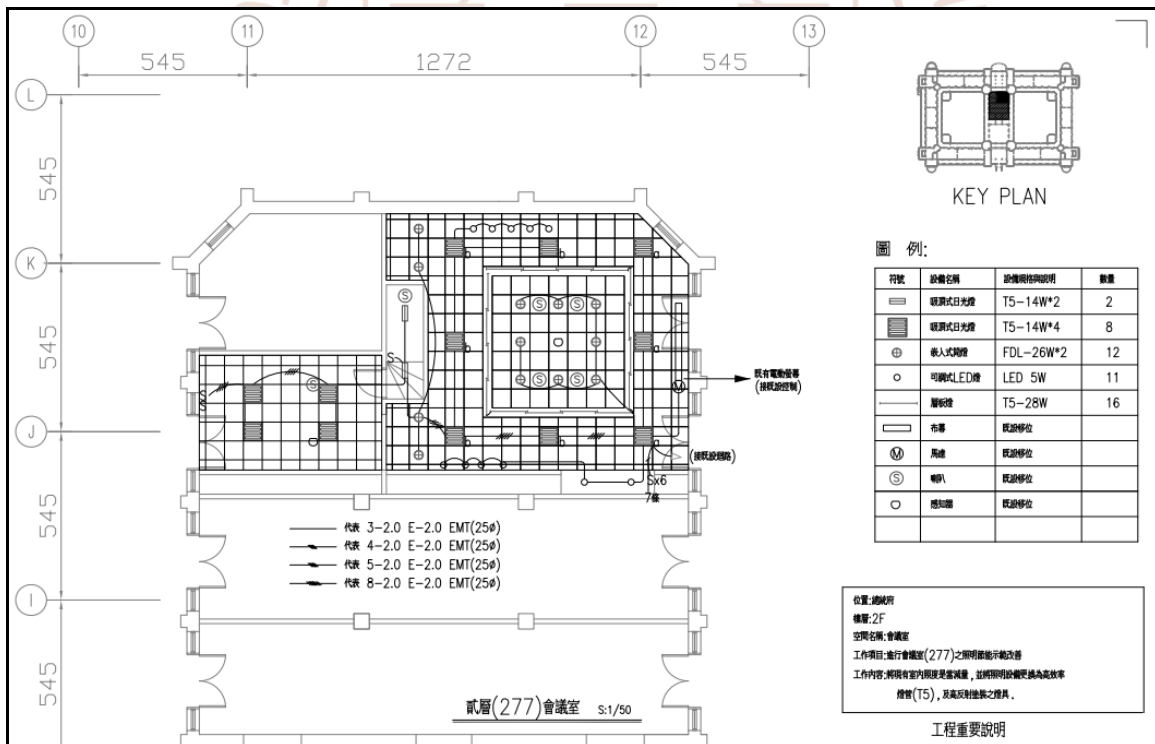 10
11
12
13
545
1272
545
L
545
K
545
J
545
I
545
KEY PLAN
圖 例:
符號 設備名稱 設備規格與說明 數量
吸頂式日光燈 T5-14W*2 2
吸頂式日光燈 T5-14W*4 8
嵌入式筒燈 FDL-26W*2 12
可調式LED燈 LED 5W 11
層板燈 T5-28W 16
布幕 既設移位
M 馬達 既設移位
S 喇叭 既設移位
感知器 既設移位
S
S
S
S
S
S
S
S
S
S
M
既有電動螢幕
(接既設控制)
(接既設迴路)
Sx6
7條
代表 3-2.0 E-2.0 EMT(25ø)
代表 4-2.0 E-2.0 EMT(25ø)
代表 5-2.0 E-2.0 EMT(25ø)
代表 8-2.0 E-2.0 EMT(25ø)
貳層(277)會議室 S:1/50
位置:總統府
樓層:2F
空間名稱:會議室
工作項目:進行會議室(277)之照明節能示範改善
工作內容:將現有室內照度是當減量,並將照明設備更換為高效率
燈管(T5),及高反射塗裝之燈具.
工程重要說明